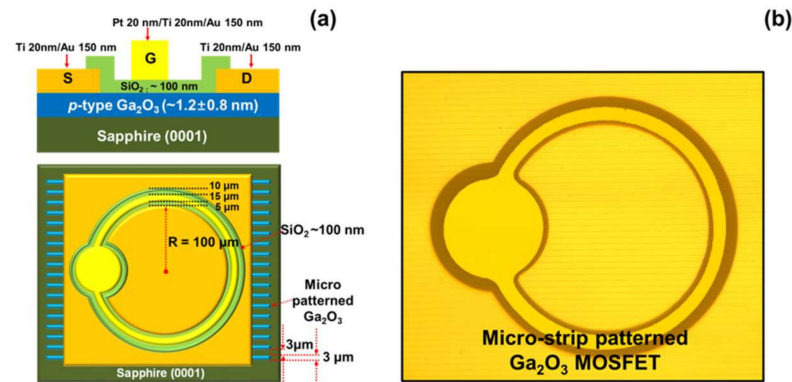 (a)
Pt 20 nm/Ti 20nm/Au 150 nm
Ti 20nm/Au 150 nm
Ti 20nm/Au 150 nm
G
S
D
SiO₂ : ~ 100 nm
p-type Ga₂O₃ (~1.2±0.8 nm)
Sapphire (0001)
10 µm
15 µm
5 µm
R = 100 µm
SiO₂~100 nm
Micro
patterned
Ga₂O₃
3µm
3 µm
Sapphire (0001)
(b)
Micro-strip patterned
Ga₂O₃ MOSFET